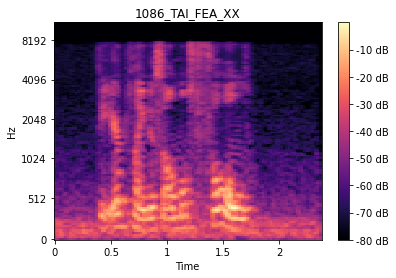 1086_TAI_FEA_XX
8192
4096
2048
1024
512
0
Hz
0
0.5
1
1.5
2
Time
-10 dB
-20 dB
-30 dB
-40 dB
-50 dB
-60 dB
-70 dB
-80 dB